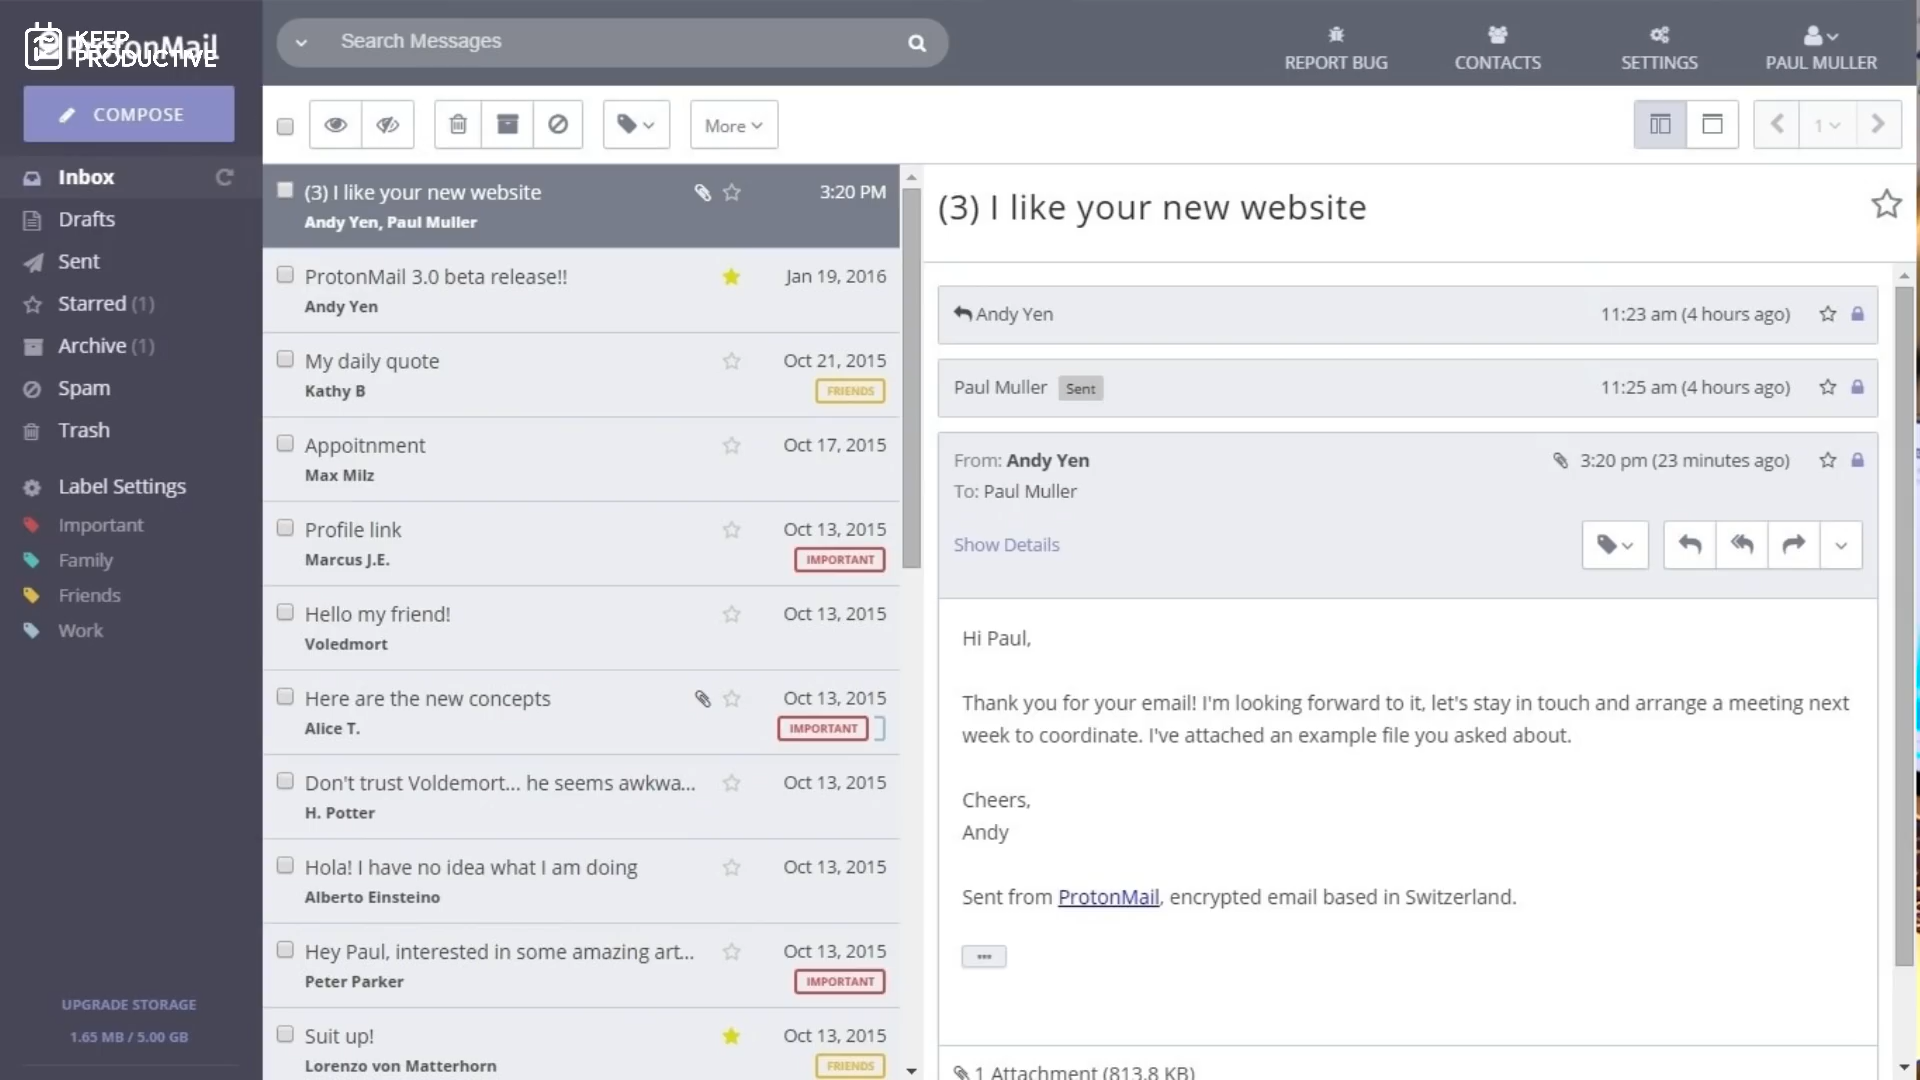 ProtonMail
KEEP
PRODUCTIVE
Search Messages
REPORT BUG
CONTACTS
SETTINGS
PAUL MULLER
COMPOSE
More
1
Inbox
Drafts
Sent
Starred (1)
Archive (1)
Spam
Trash
Label Settings
Important
Family
Friends
Work
UPGRADE STORAGE
1.65 MB / 5.00 GB
(3) I like your new website 3:20 PM
Andy Yen, Paul Muller
ProtonMail 3.0 beta release!! Jan 19, 2016
Andy Yen
My daily quote Oct 21, 2015
Kathy B FRIENDS
Appoitnment Oct 17, 2015
Max Milz
Profile link Oct 13, 2015
Marcus J.E. IMPORTANT
Hello my friend! Oct 13, 2015
Voledmort
Here are the new concepts Oct 13, 2015
Alice T. IMPORTANT
Don't trust Voldemort... he seems awkwa... Oct 13, 2015
H. Potter
Hola! I have no idea what I am doing Oct 13, 2015
Alberto Einsteino
Hey Paul, interested in some amazing art... Oct 13, 2015
Peter Parker IMPORTANT
Suit up! Oct 13, 2015
Lorenzo von Matterhorn FRIENDS
(3) I like your new website
Andy Yen 11:23 am (4 hours ago)
Paul Muller Sent 11:25 am (4 hours ago)
From: Andy Yen 3:20 pm (23 minutes ago)
To: Paul Muller
Show Details
Hi Paul,
Thank you for your email! I'm looking forward to it, let's stay in touch and arrange a meeting next
week to coordinate. I've attached an example file you asked about.
Cheers,
Andy
Sent from ProtonMail, encrypted email based in Switzerland.
1 Attachment (813.8 KB)